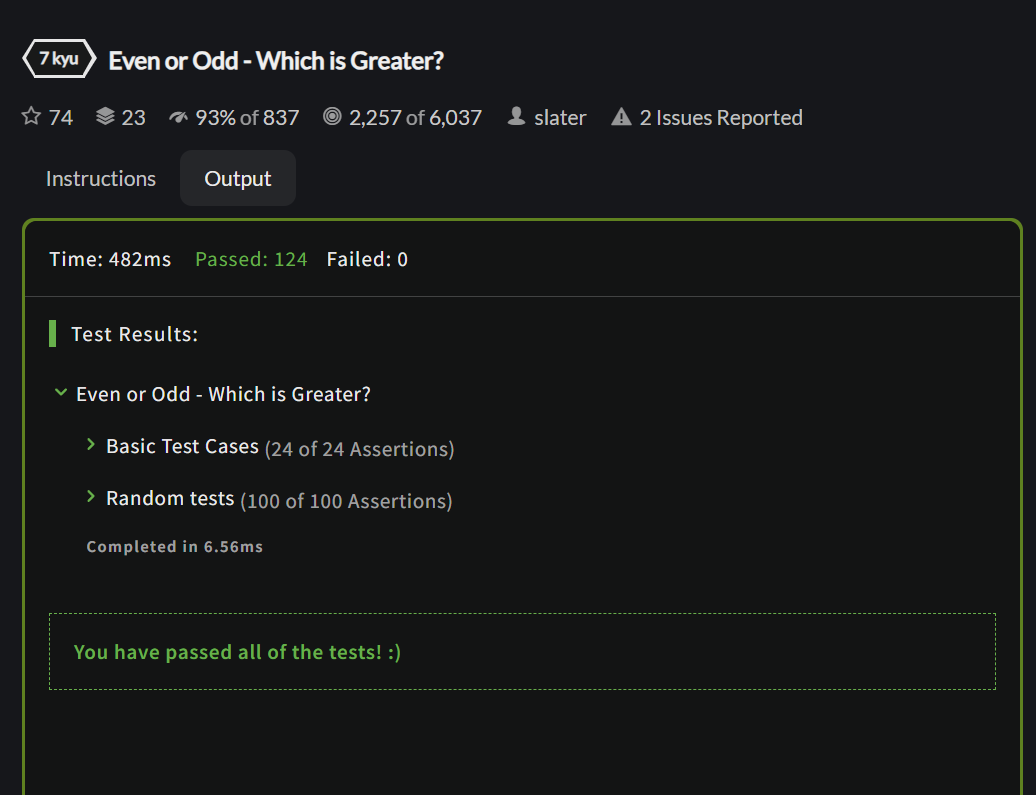 7 kyu Even or Odd - Which is Greater?
74 23 93% of 837 2,257 of 6,037 slater 2 Issues Reported
Instructions Output
Time: 482ms Passed: 124 Failed: 0
Test Results:
Even or Odd - Which is Greater?
Basic Test Cases (24 of 24 Assertions)
Random tests (100 of 100 Assertions)
Completed in 6.56ms
You have passed all of the tests! :)